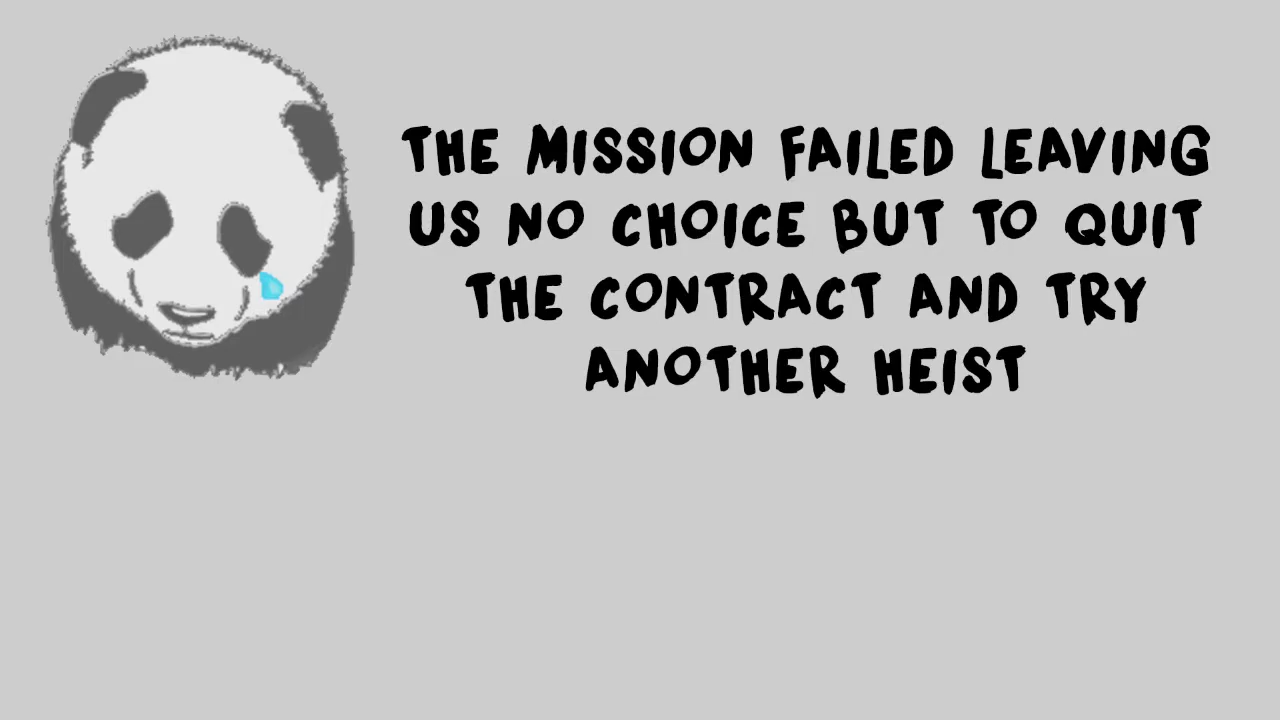 THE MISSION FAILED LEAVING
US NO CHOICE BUT TO QUIT
THE CONTRACT AND TRY
ANOTHER HEIST